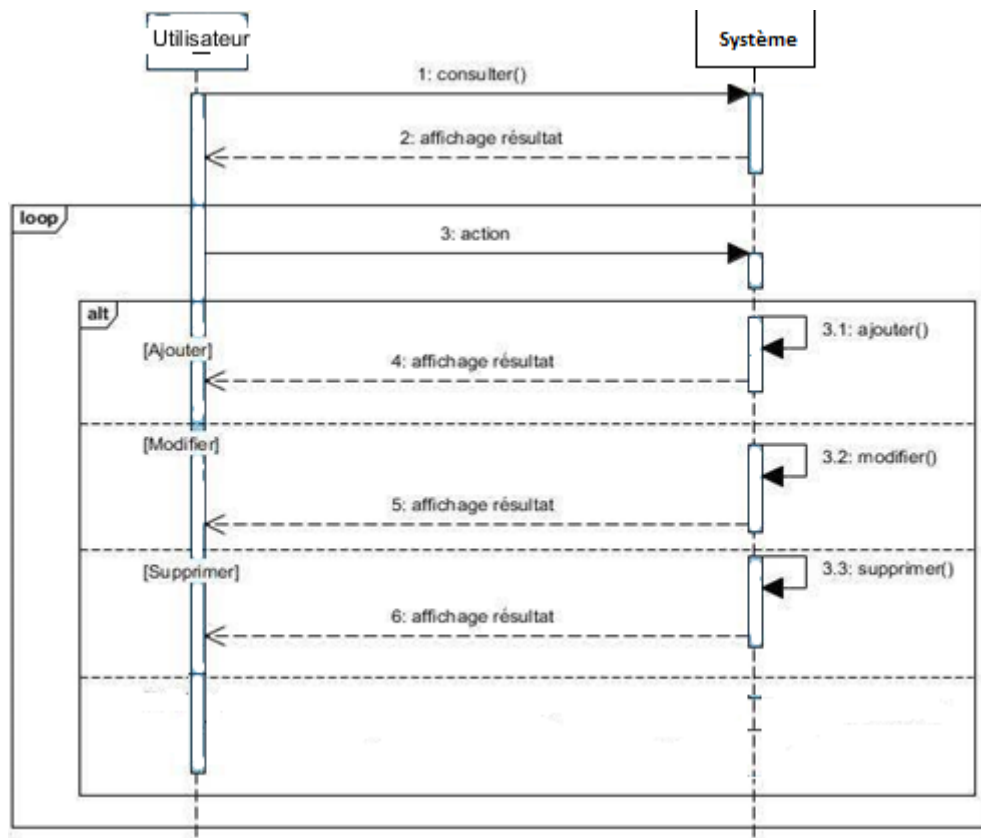 Utilisateur
Système
1: consulter()
2: affichage résultat
loop
3: action
alt
3.1: ajouter()
[Ajouter]
4: affichage résultat
[Modifier]
3.2: modifier()
5: affichage résultat
[Supprimer]
3.3: supprimer()
6: affichage résultat